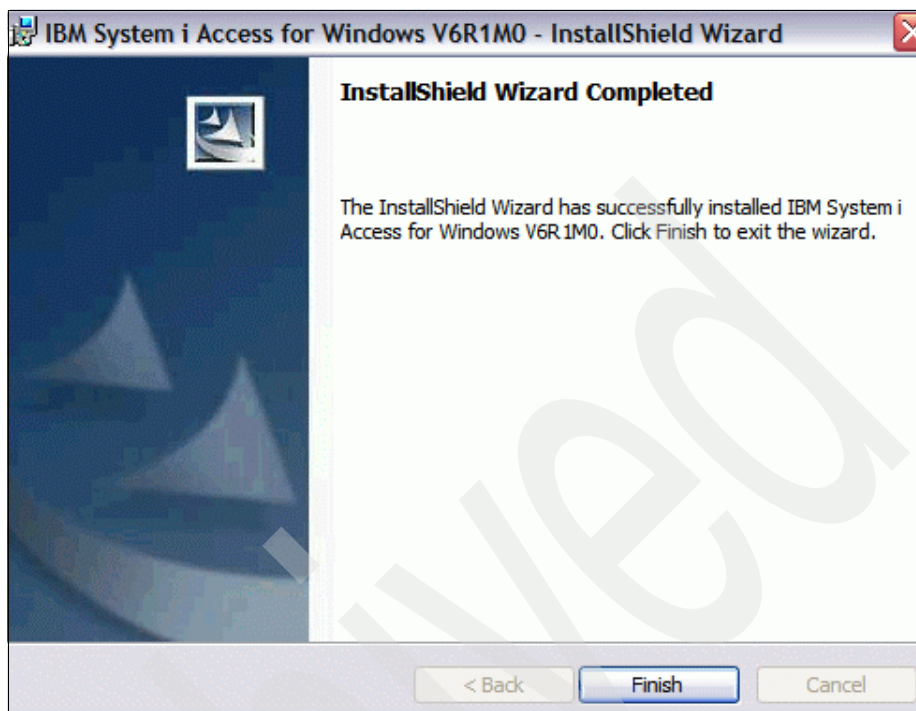 IBM System i Access for Windows V6R1M0 - InstallShield Wizard
InstallShield Wizard Completed
The InstallShield Wizard has successfully installed IBM System i
Access for Windows V6R1M0. Click Finish to exit the wizard.
< Back
Finish
Cancel